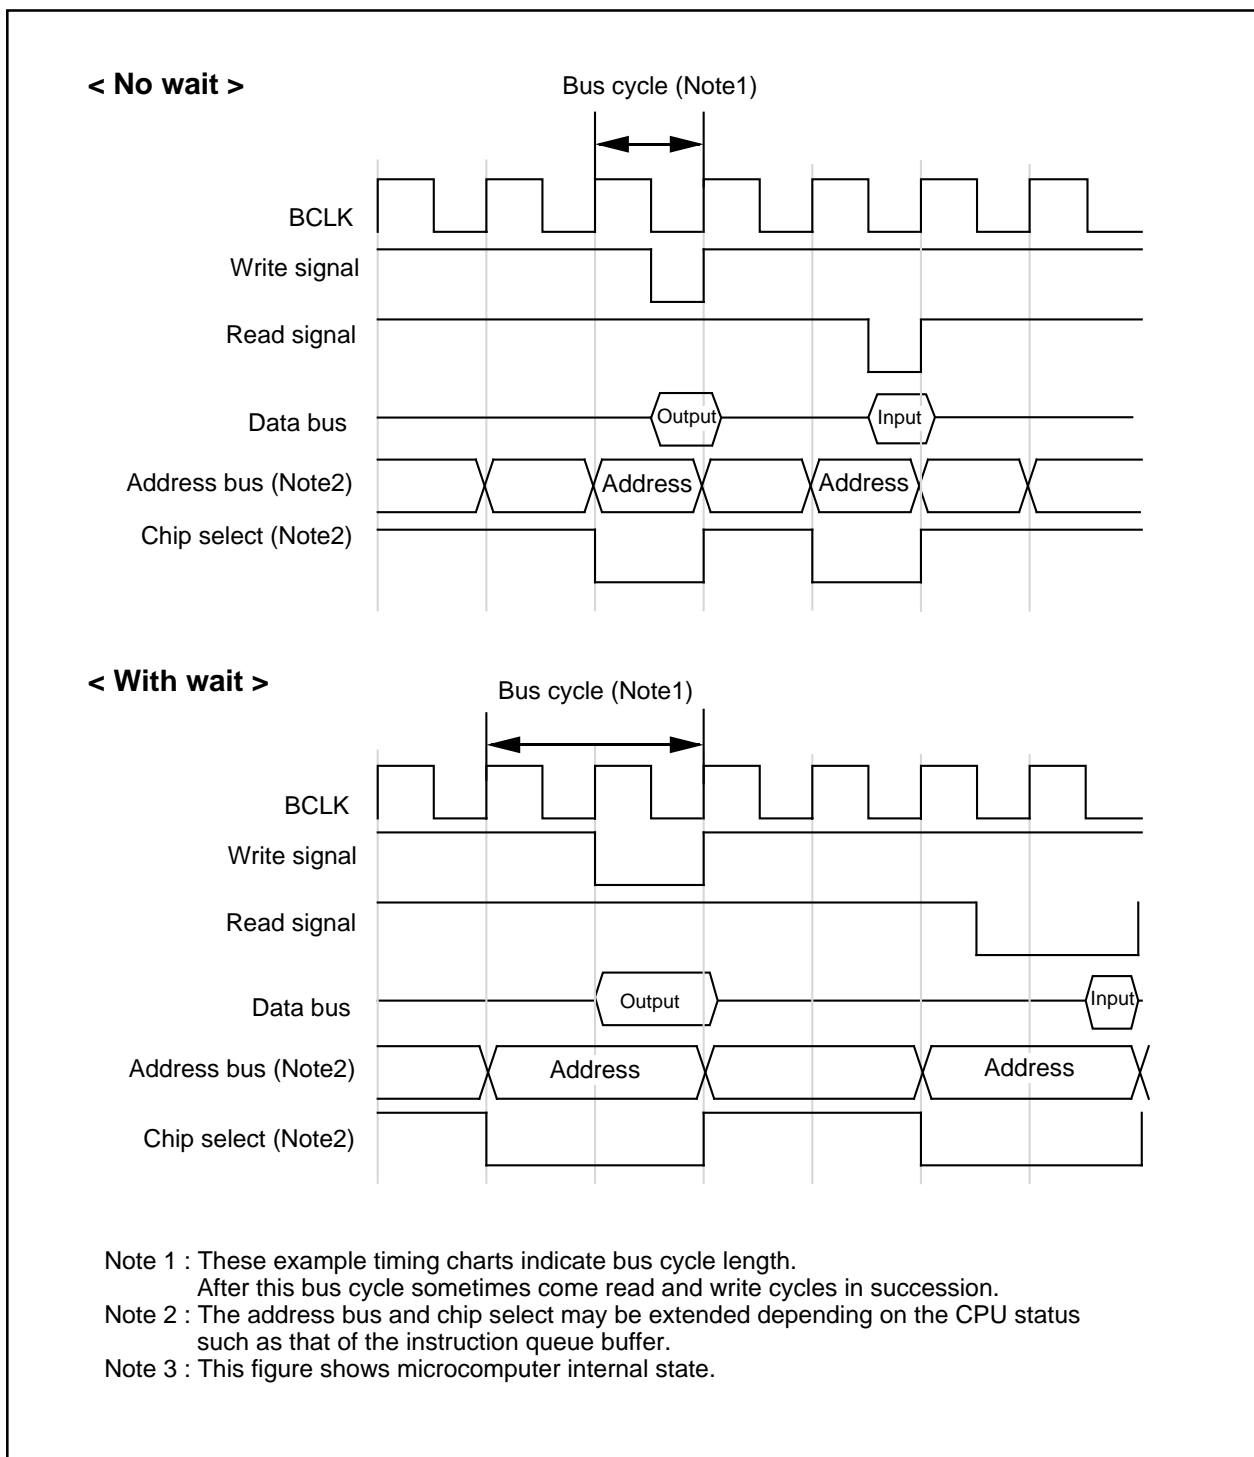 < No wait >
Bus cycle (Note1)
BCLK
Write signal
Read signal
Data bus
Output
Input
Address bus (Note2)
Address
Address
Chip select (Note2)
< With wait >
Bus cycle (Note1)
BCLK
Write signal
Read signal
Data bus
Output
Input
Address bus (Note2)
Address
Address
Chip select (Note2)
Note 1 : These example timing charts indicate bus cycle length.
After this bus cycle sometimes come read and write cycles in succession.
Note 2 : The address bus and chip select may be extended depending on the CPU status
such as that of the instruction queue buffer.
Note 3 : This figure shows microcomputer internal state.